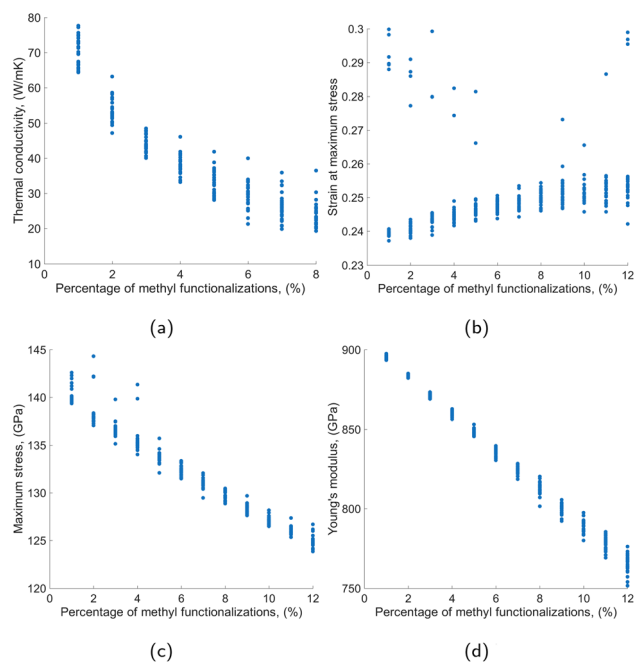 80
70
60
50
40
30
20
10
Thermal conductivity, (W/mK)
0 2 4 6 8
Percentage of methyl functionalizations, (%)
(a)
0.3
0.29
0.28
0.27
0.26
0.25
0.24
0.23
Strain at maximum stress
0 2 4 6 8 10 12
Percentage of methyl functionalizations, (%)
(b)
145
140
135
130
125
120
Maximum stress, (GPa)
0 2 4 6 8 10 12
Percentage of methyl functionalizations, (%)
(c)
900
850
800
750
Young's modulus, (GPa)
0 2 4 6 8 10 12
Percentage of methyl functionalizations, (%)
(d)